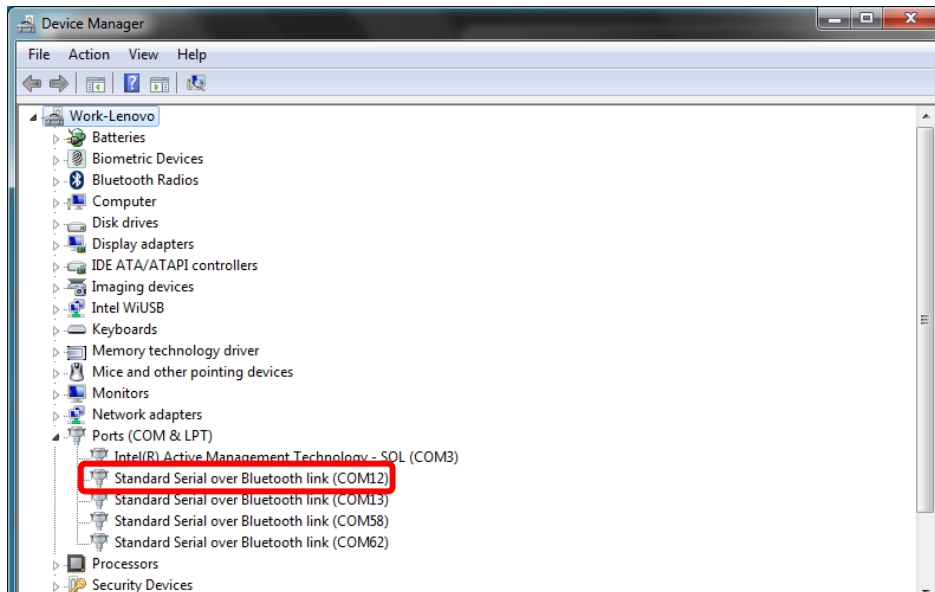 Device Manager
File Action View Help
Work-Lenovo
Batteries
Biometric Devices
Bluetooth Radios
Computer
Disk drives
Display adapters
IDE ATA/ATAPI controllers
Imaging devices
Intel WiUSB
Keyboards
Memory technology driver
Mice and other pointing devices
Monitors
Network adapters
Ports (COM & LPT)
Intel(R) Active Management Technology - SOL (COM3)
Standard Serial over Bluetooth link (COM12)
Standard Serial over Bluetooth link (COM13)
Standard Serial over Bluetooth link (COM58)
Standard Serial over Bluetooth link (COM62)
Processors
Security Devices